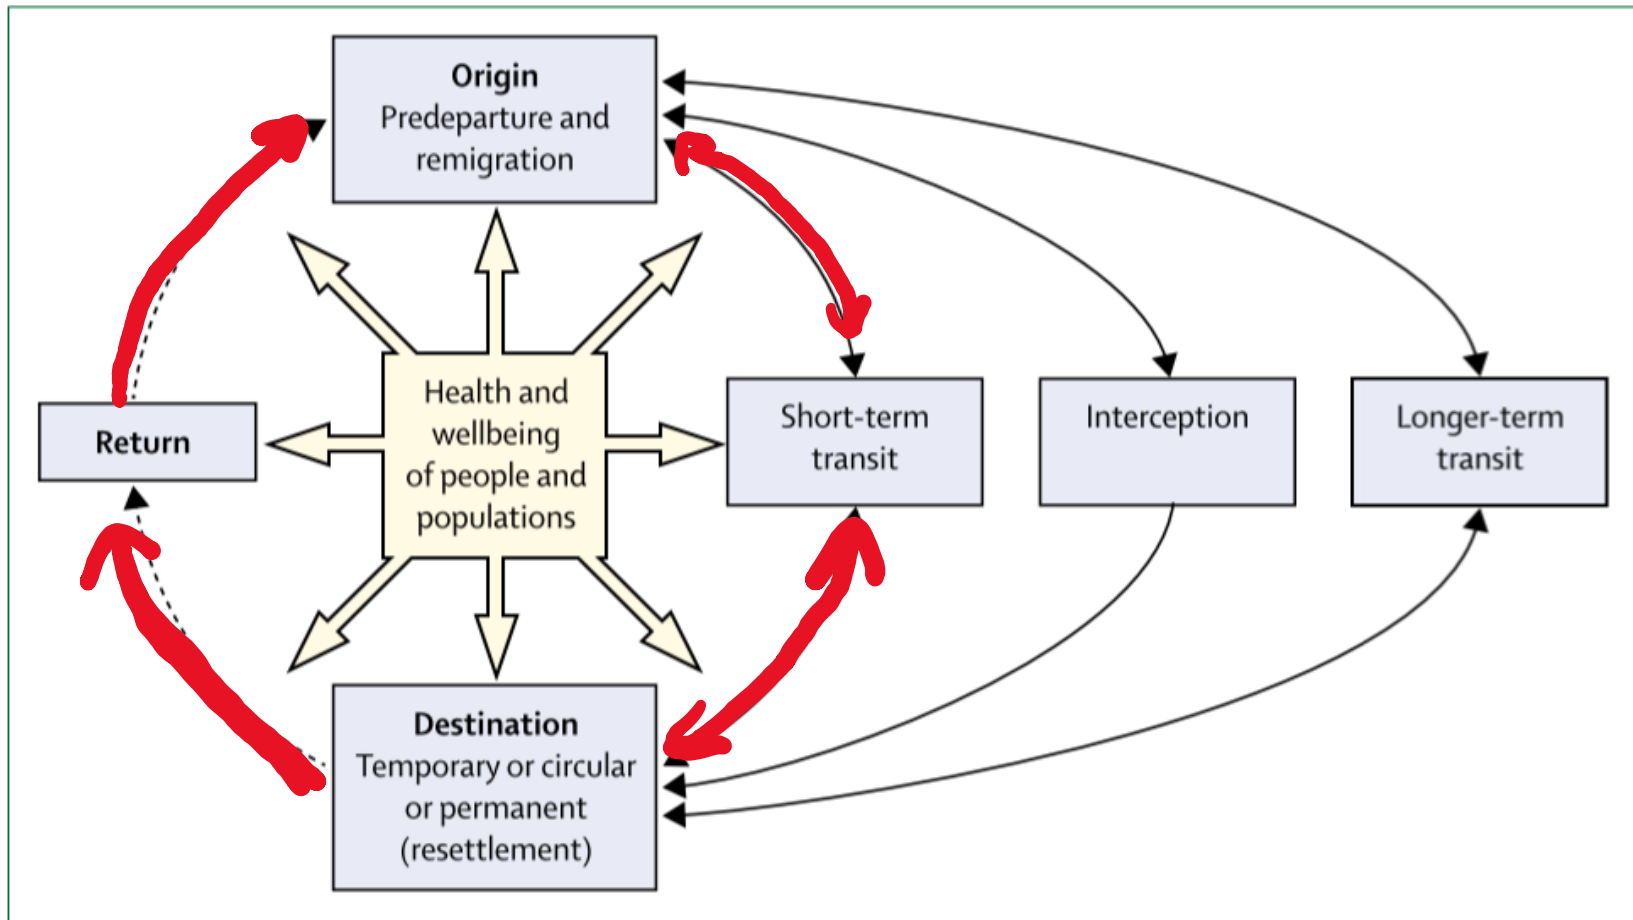 Origin
Predeparture and
remigration
Health and
wellbeing
of people and
populations
Return
Short-term
transit
Interception
Longer-term
transit
Destination
Temporary or circular
or permanent
(resettlement)